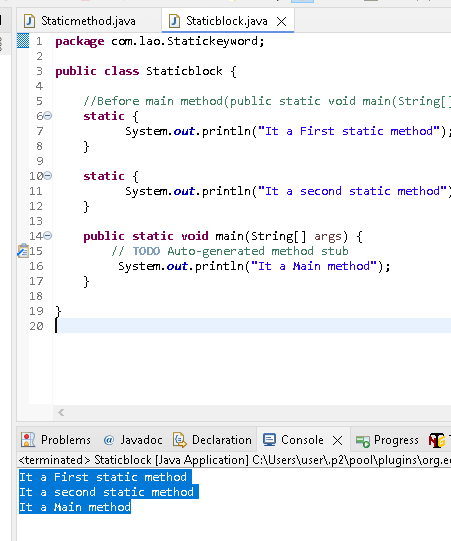 Staticmethod.java
Staticblock.java
1 package com.lao.Statickeyword;
2
3 public class Staticblock {
4
5 //Before main method(public static void main(String[]
6 static {
7 System.out.println("It a First static method");
8 }
9
10 static {
11 System.out.println("It a second static method")
12 }
13
14 public static void main(String[] args) {
15 // TODO Auto-generated method stub
16 System.out.println("It a Main method");
17 }
18
19 }
20
Problems @ Javadoc Declaration Console Progress
<terminated> Staticblock [Java Application] C:\Users\user\.p2\pool\plugins\org.e
It a First static method
It a second static method
It a Main method